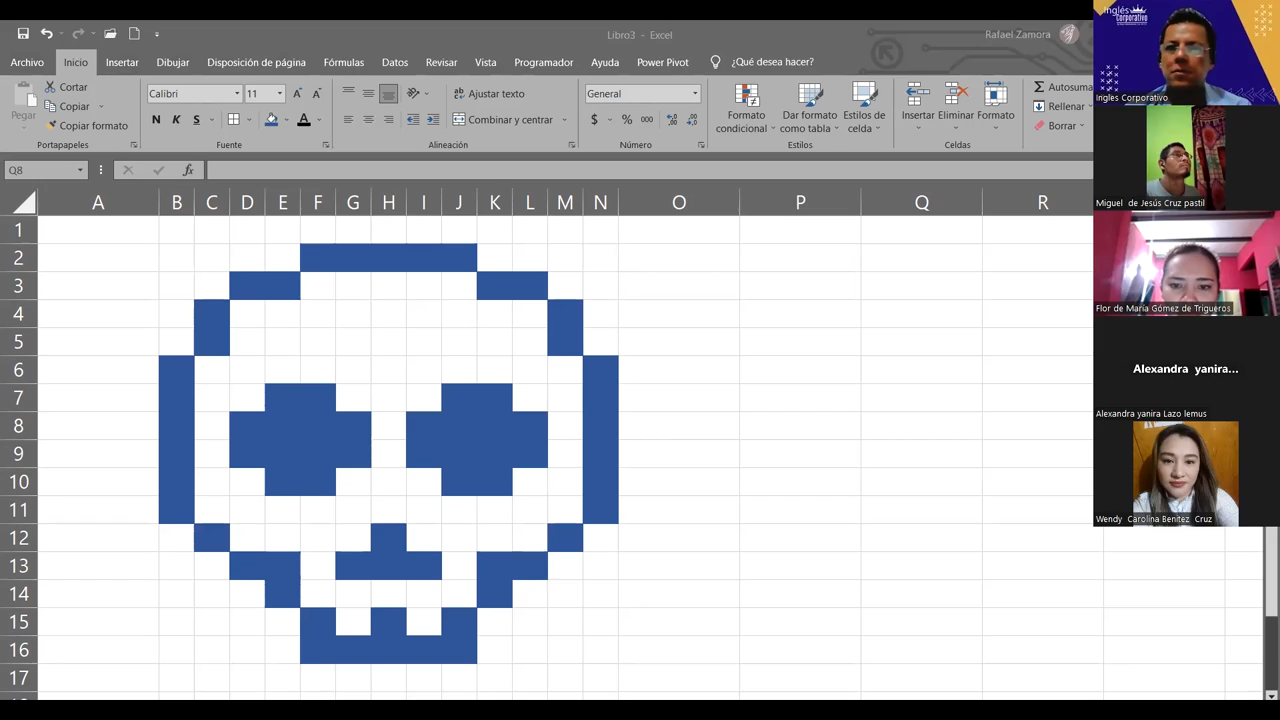 Libro3 - Excel
Rafael Zamora
Archivo Inicio Insertar Dibujar Disposición de página Fórmulas Datos Revisar Vista Programador Ayuda Power Pivot ¿Qué desea hacer?
Pegar
Cortar
Copiar
Copiar formato
Portapapeles
Calibri 11
N K S
Fuente
Ajustar texto
Combinar y centrar
Alineación
General
$ % 000
Número
Formato condicional
Dar formato como tabla
Estilos de celda
Estilos
Insertar Eliminar Formato
Celdas
Autosuma
Rellenar
Borrar
Q8
fx
A B C D E F G H I J K L M N O P Q R
1
2
3
4
5
6
7
8
9
10
11
12
13
14
15
16
17
Inglés
Corporativo
Ingles Corporativo
Miguel de Jesús Cruz pastil
Flor de María Gómez de Trigueros
Alexandra yanira...
Alexandra yanira Lazo lemus
Wendy Carolina Benitez Cruz